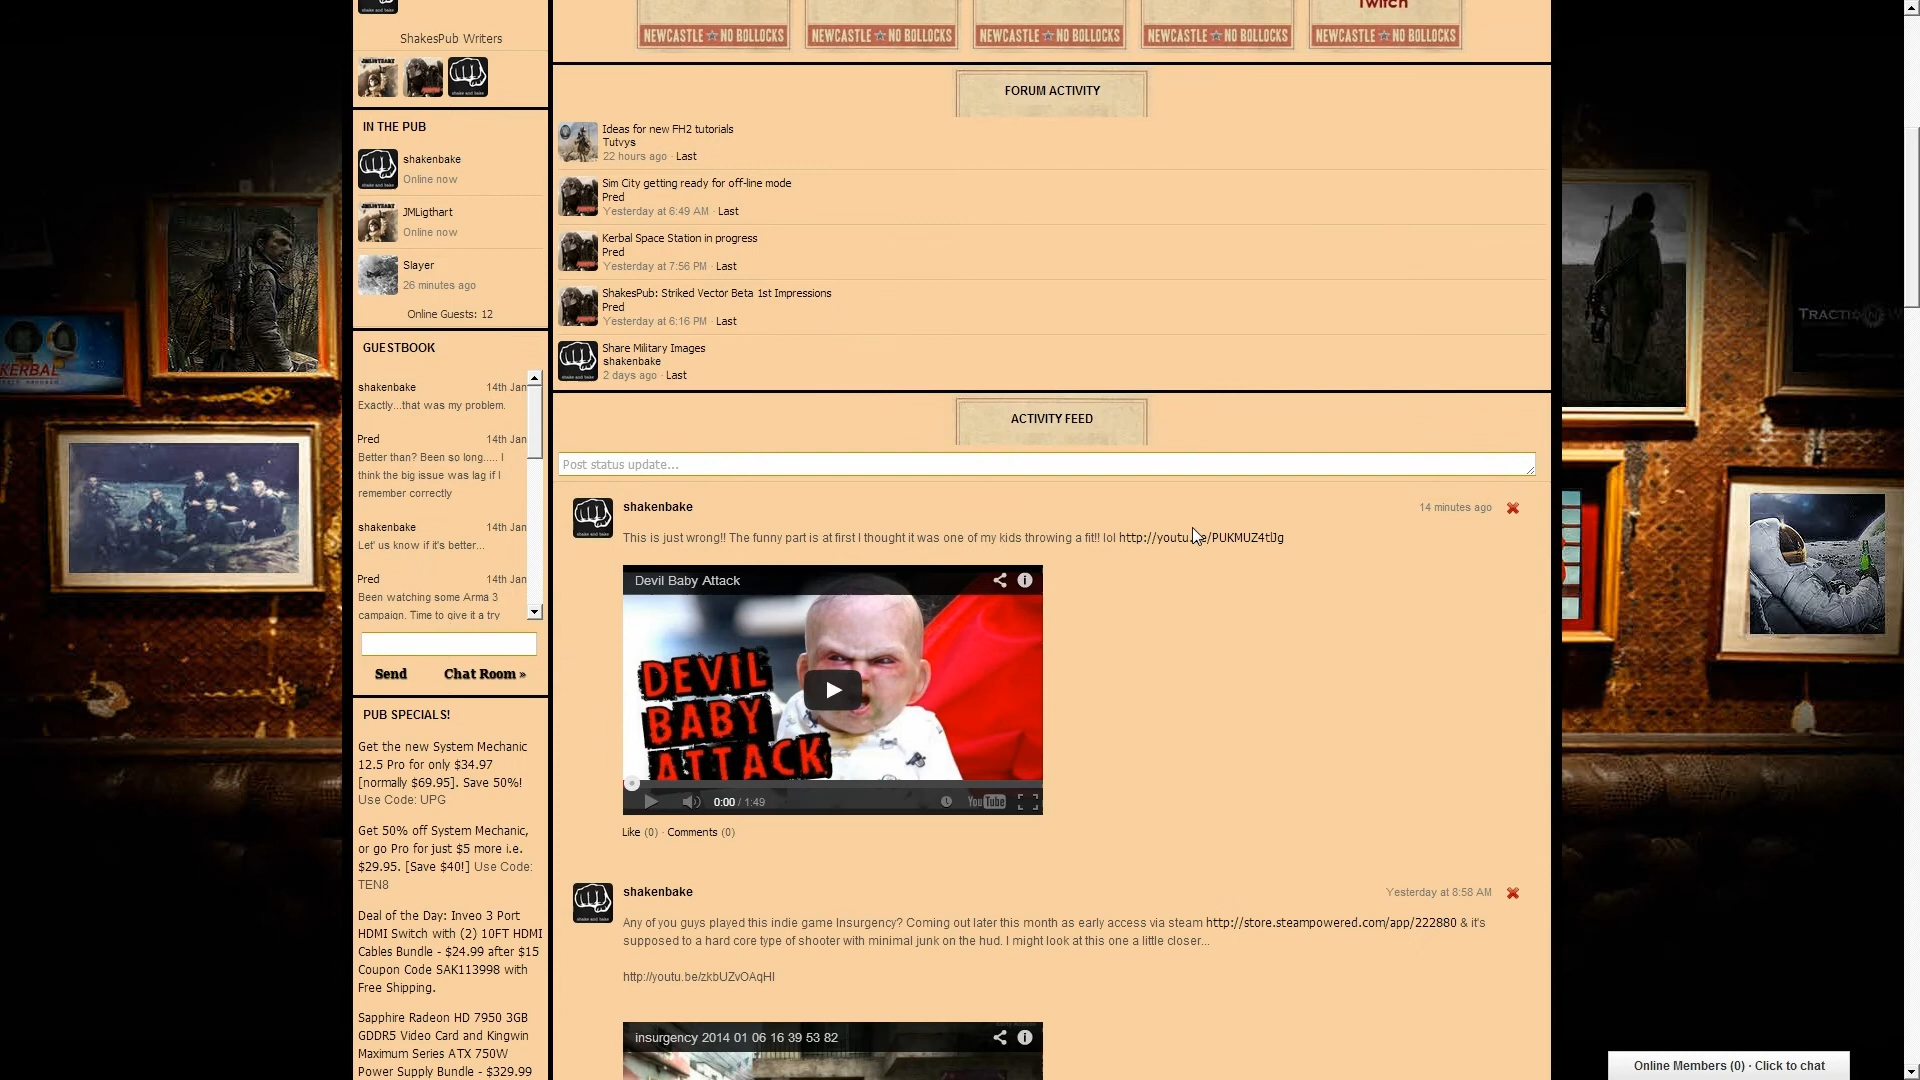 ShakesPub Writers
IN THE PUB
shakenbake
Online now
JMLigthart
Online now
Slayer
26 minutes ago
Online Guests: 12
GUESTBOOK
shakenbake 14th Jan
Exactly...that was my problem.
Pred 14th Jan
Better than? Been so long..... I
think the big issue was lag if I
remember correctly
shakenbake 14th Jan
Let' us know if it's better...
Pred 14th Jan
Been watching some Arma 3
campaign. Time to give it a try
Send Chat Room »
PUB SPECIALS!
Get the new System Mechanic
12.5 Pro for only $34.97
[normally $69.95]. Save 50%!
Use Code: UPG
Get 50% off System Mechanic,
or go Pro for just $5 more i.e.
$29.95. [Save $40!] Use Code:
TEN8
Deal of the Day: Inveo 3 Port
HDMI Switch with (2) 10FT HDMI
Cables Bundle - $24.99 after $15
Coupon Code SAK113998 with
Free Shipping.
Sapphire Radeon HD 7950 3GB
GDDR5 Video Card and Kingwin
Maximum Series ATX 750W
Power Supply Bundle - $329.99
Twitch
NEWCASTLE NO BOLLOCKS
NEWCASTLE NO BOLLOCKS
NEWCASTLE NO BOLLOCKS
NEWCASTLE NO BOLLOCKS
NEWCASTLE NO BOLLOCKS
FORUM ACTIVITY
Ideas for new FH2 tutorials
Tutvys
22 hours ago · Last
Sim City getting ready for off-line mode
Pred
Yesterday at 6:49 AM · Last
Kerbal Space Station in progress
Pred
Yesterday at 7:56 PM · Last
ShakesPub: Striked Vector Beta 1st Impressions
Pred
Yesterday at 6:16 PM · Last
Share Military Images
shakenbake
2 days ago · Last
ACTIVITY FEED
Post status update...
shakenbake 14 minutes ago
This is just wrong!! The funny part is at first I thought it was one of my kids throwing a fit!! lol
Devil Baby Attack
DEVIL
BABY
ATTACK
0:00 / 1:49 YouTube
Like (0) · Comments (0)
shakenbake Yesterday at 8:58 AM
Any of you guys played this indie game Insurgency? Coming out later this month as early access via steam http://store.steampowered.com/app/222880 & it's
supposed to a hard core type of shooter with minimal junk on the hud. I might look at this one a little closer...
http://youtu.be/zkbUZvOAqHI
insurgency 2014 01 06 16 39 53 82
KERBAL
Online Members (0) · Click to chat